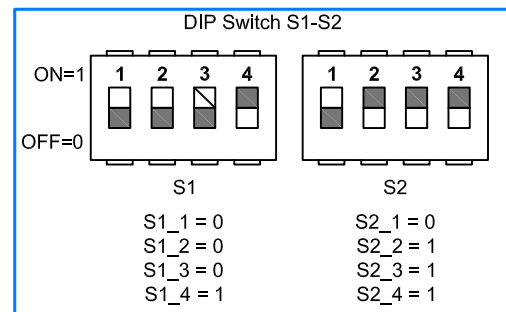 DIP Switch S1-S2
ON=1 1 2 3 4 1 2 3 4
OFF=0
S1 S2
S1_1 = 0 S2_1 = 0
S1_2 = 0 S2_2 = 1
S1_3 = 0 S2_3 = 1
S1_4 = 1 S2_4 = 1